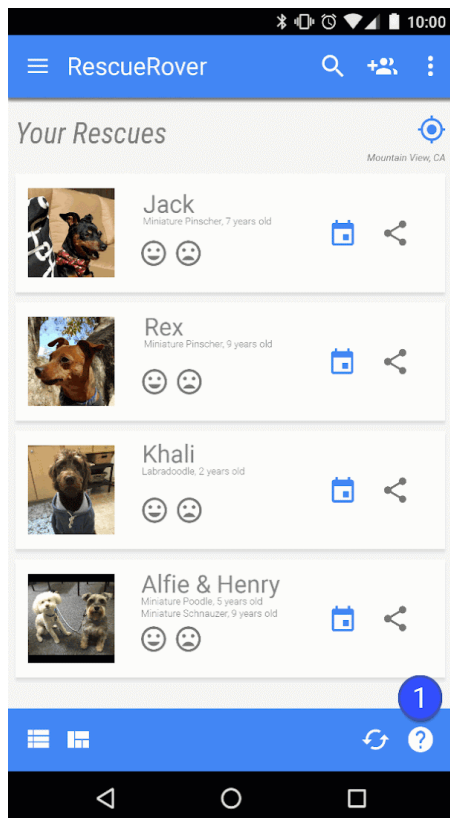 10:00
RescueRover
Your Rescues
Mountain View, CA
Jack
Miniature Pinscher, 7 years old
Rex
Miniature Pinscher, 9 years old
Khali
Labradoodle, 2 years old
Alfie & Henry
Miniature Poodle, 5 years old
Miniature Schnauzer, 9 years old
1
?